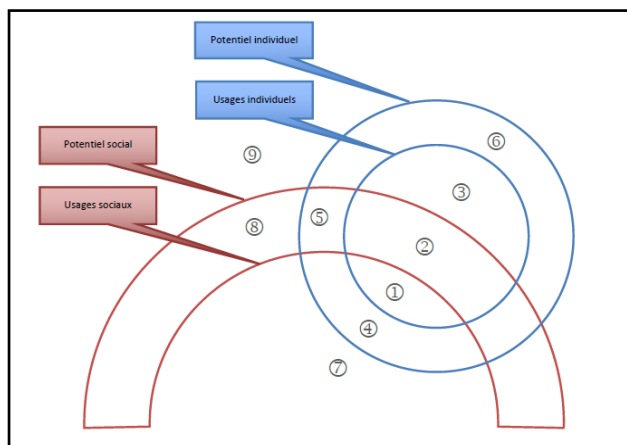 Potentiel individuel
Usages individuels
Potentiel social
Usages sociaux
⑥
⑨
③
⑤
⑧
②
①
④
⑦